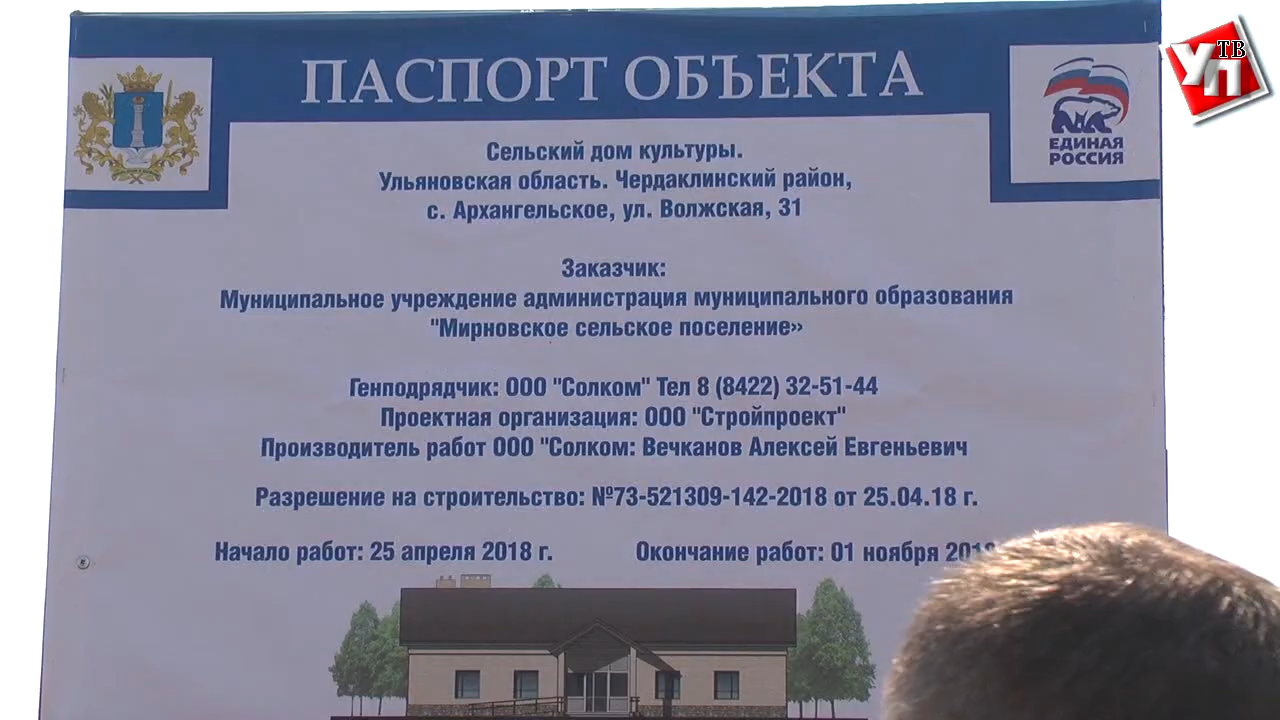 ПАСПОРТ ОБЪЕКТА
УП ТВ
ЕДИНАЯ
РОССИЯ
Сельский дом культуры.
Ульяновская область. Чердаклинский район,
с. Архангельское, ул. Волжская, 31
Заказчик:
Муниципальное учреждение администрация муниципального образования
"Мирновское сельское поселение»
Генподрядчик: ООО "Солком" Тел 8 (8422) 32-51-44
Проектная организация: ООО "Стройпроект"
Производитель работ ООО "Солком: Вечканов Алексей Евгеньевич
Разрешение на строительство: №73-521309-142-2018 от 25.04.18 г.
Начало работ: 25 апреля 2018 г.
Окончание работ: 01 ноября